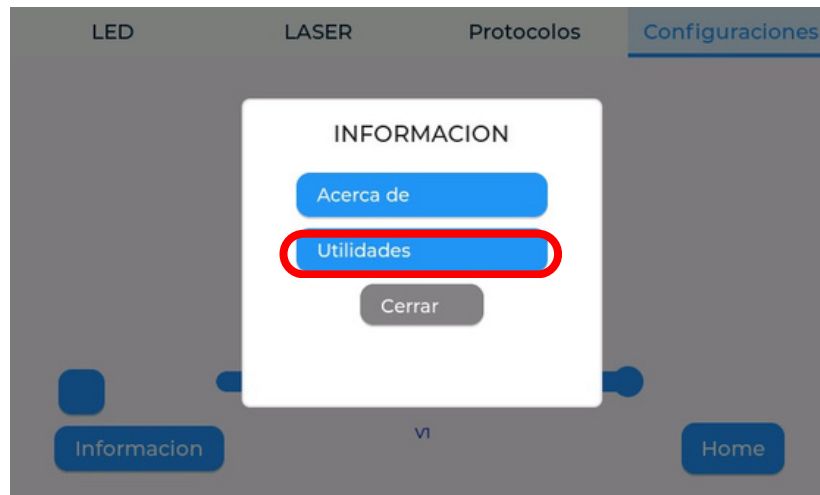 LED LASER Protocolos Configuraciones
INFORMACION
Acerca de
Utilidades
Cerrar
V1
Informacion Home